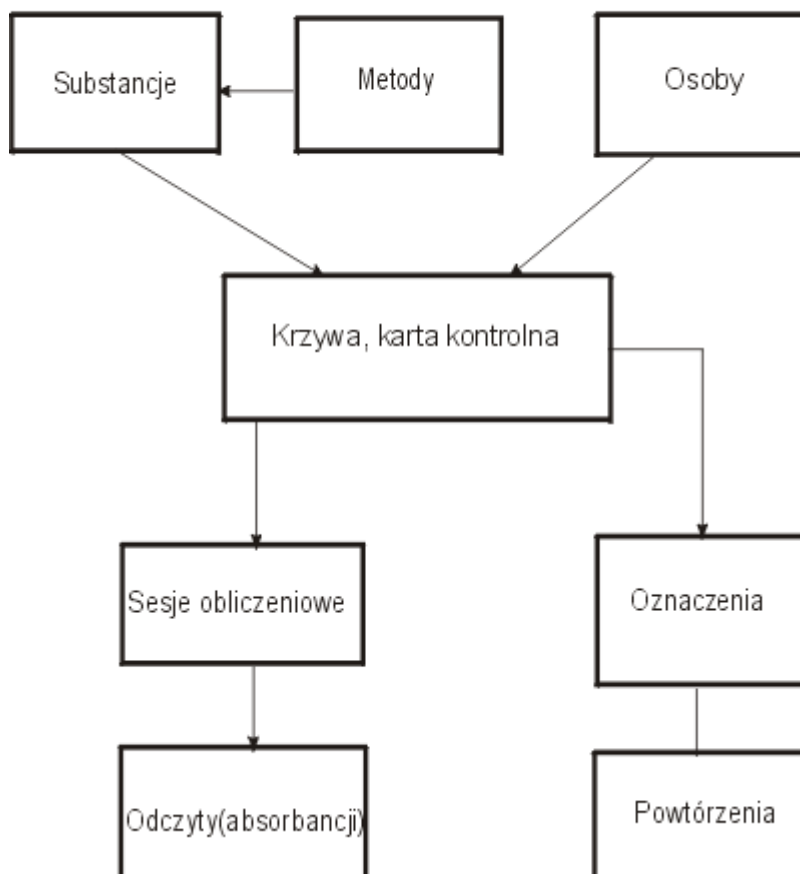 Substancje
Metody
Osoby
Krzywa, karta kontrolna
Sesje obliczeniowe
Oznaczenia
Odczyty(absorbancji)
Powtórzenia